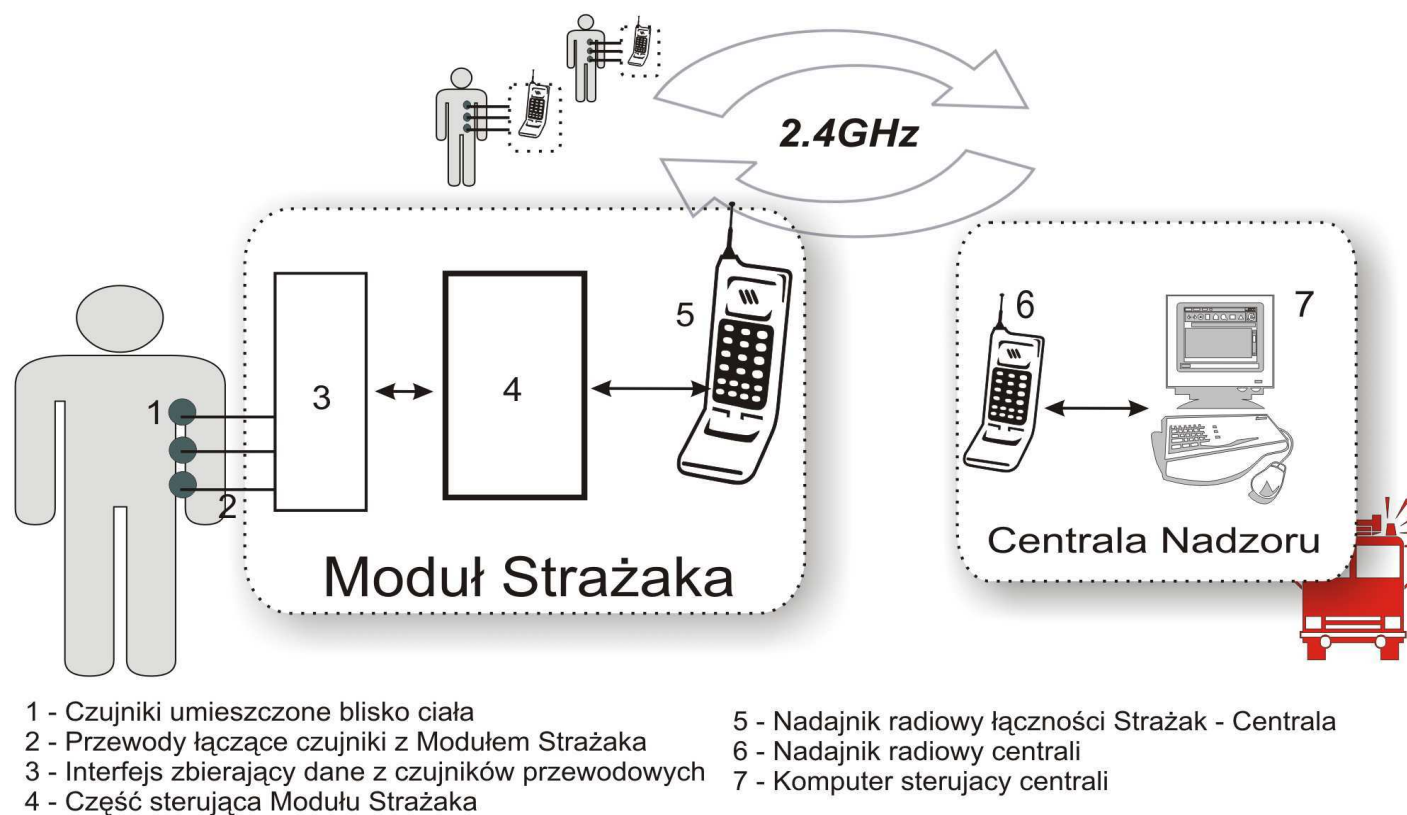 2.4GHz
1
2
3
4
5
6
7
Moduł Strażaka
Centrala Nadzoru
1 - Czujniki umieszczone blisko ciała
2 - Przewody łączące czujniki z Modułem Strażaka
3 - Interfejs zbierający dane z czujników przewodowych
4 - Część sterująca Modułu Strażaka
5 - Nadajnik radiowy łączności Strażak - Centrala
6 - Nadajnik radiowy centrali
7 - Komputer sterujacy centrali